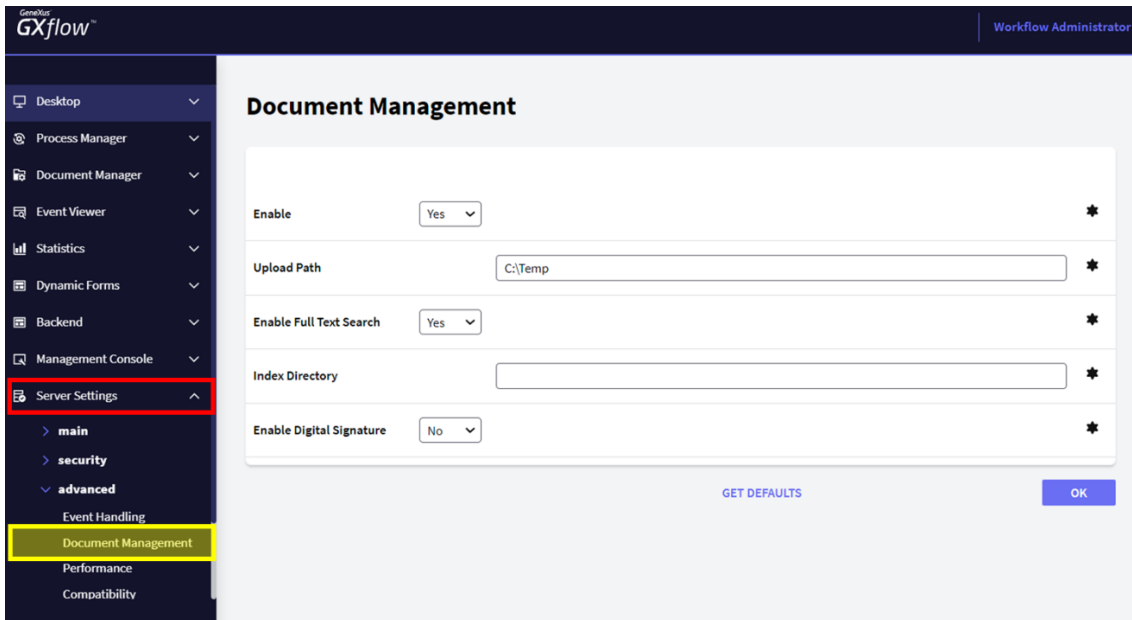 GeneXus
GXflow™
Workflow Administrator
Desktop
Process Manager
Document Manager
Event Viewer
Statistics
Dynamic Forms
Backend
Management Console
Server Settings
main
security
advanced
Event Handling
Document Management
Performance
Compatibility
Document Management
Enable Yes
Upload Path C:\Temp
Enable Full Text Search Yes
Index Directory
Enable Digital Signature No
GET DEFAULTS OK